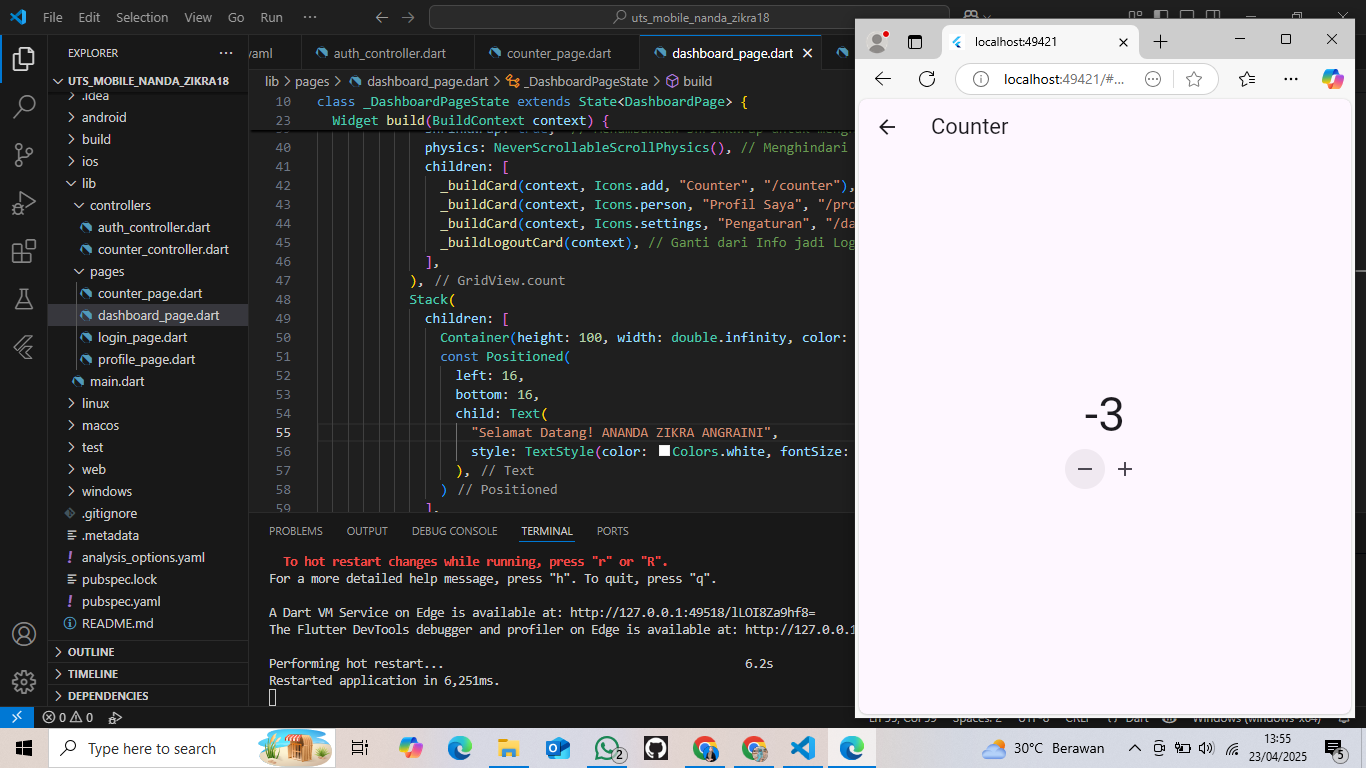 File Edit Selection View Go Run ··· uts_mobile_nanda_zikra18
EXPLORER
UTS_MOBILE_NANDA_ZIKRA18
.idea
android
build
ios
lib
controllers
auth_controller.dart
counter_controller.dart
pages
counter_page.dart
dashboard_page.dart
login_page.dart
profile_page.dart
main.dart
linux
macos
test
web
windows
.gitignore
.metadata
analysis_options.yaml
pubspec.lock
pubspec.yaml
README.md
OUTLINE
TIMELINE
DEPENDENCIES
yaml auth_controller.dart counter_page.dart dashboard_page.dart
lib > pages > dashboard_page.dart > _DashboardPageState > build
10 class _DashboardPageState extends State<DashboardPage> {
23 Widget build(BuildContext context) {
40 physics: NeverScrollableScrollPhysics(), // Menghindari
41 children: [
42 _buildCard(context, Icons.add, "Counter", "/counter"),
43 _buildCard(context, Icons.person, "Profil Saya", "/pro
44 _buildCard(context, Icons.settings, "Pengaturan", "/da
45 _buildLogoutCard(context), // Ganti dari Info jadi Log
46 ],
47 ), // GridView.count
48 Stack(
49 children: [
50 Container(height: 100, width: double.infinity, color:
51 const Positioned(
52 left: 16,
53 bottom: 16,
54 child: Text(
55 "Selamat Datang! ANANDA ZIKRA ANGRAINI",
56 style: TextStyle(color: Colors.white, fontSize:
57 ), // Text
58 ) // Positioned
59 ],
PROBLEMS OUTPUT DEBUG CONSOLE TERMINAL PORTS
To hot restart changes while running, press "r" or "R".
For a more detailed help message, press "h". To quit, press "q".
A Dart VM Service on Edge is available at: http://127.0.0.1:49518/lLOI8Za9hf8=
The Flutter DevTools debugger and profiler on Edge is available at: http://127.0.0.1
Performing hot restart... 6.2s
Restarted application in 6,251ms.
0 0
localhost:49421
localhost:49421/#...
Counter
-3
Type here to search
2
30°C Berawan
13:55
23/04/2025
5